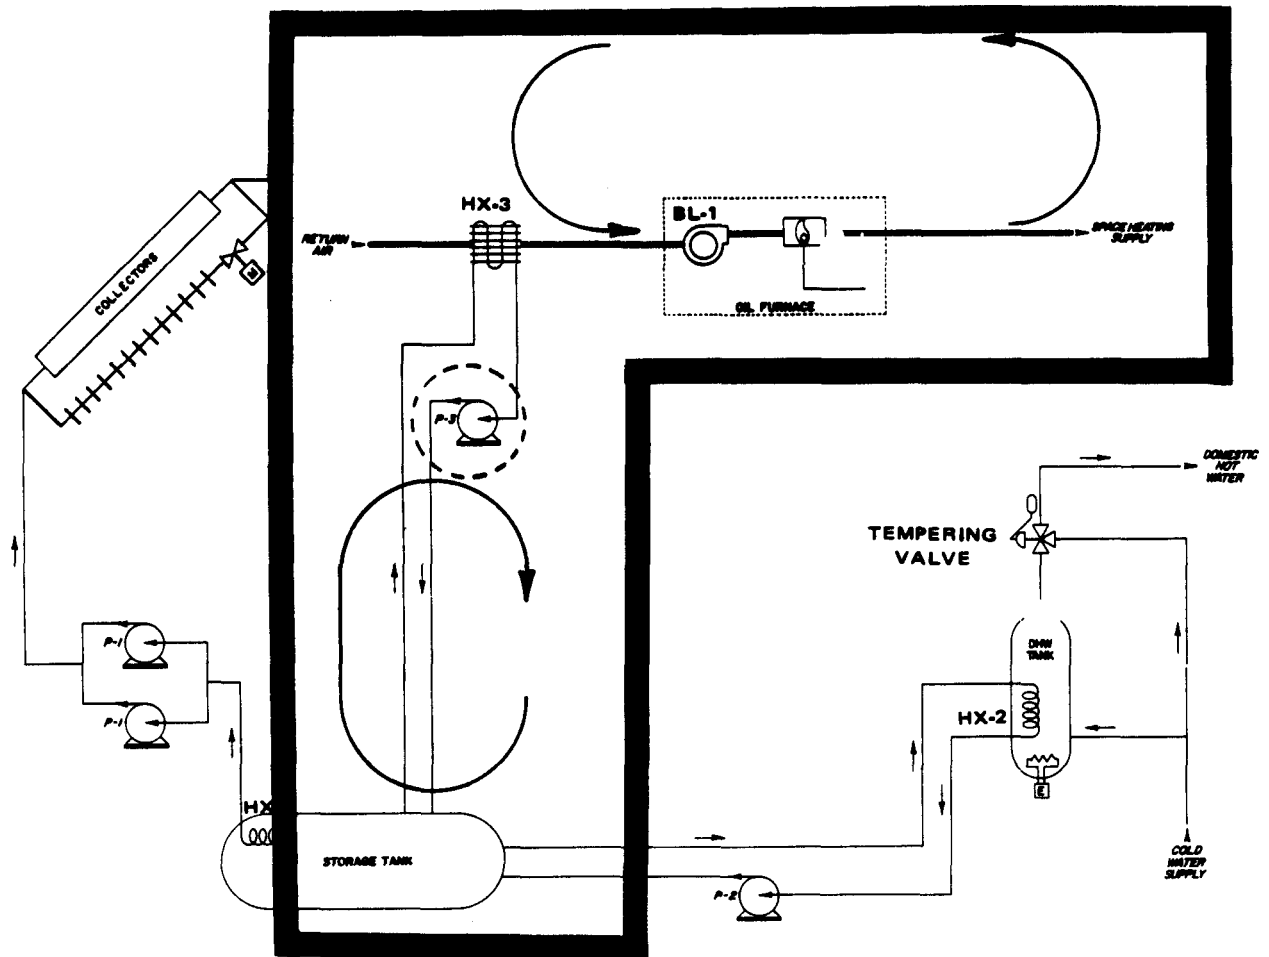 HX-3
BL-1
RETURN
AIR
SPACE HEATING
SUPPLY
COLLECTORS
M
OIL FURNACE
P-3
DOMESTIC
HOT
WATER
TEMPERING
VALVE
P-1
DHW
TANK
P-1
HX-2
E
HX
STORAGE TANK
P-2
COLD
WATER
SUPPLY